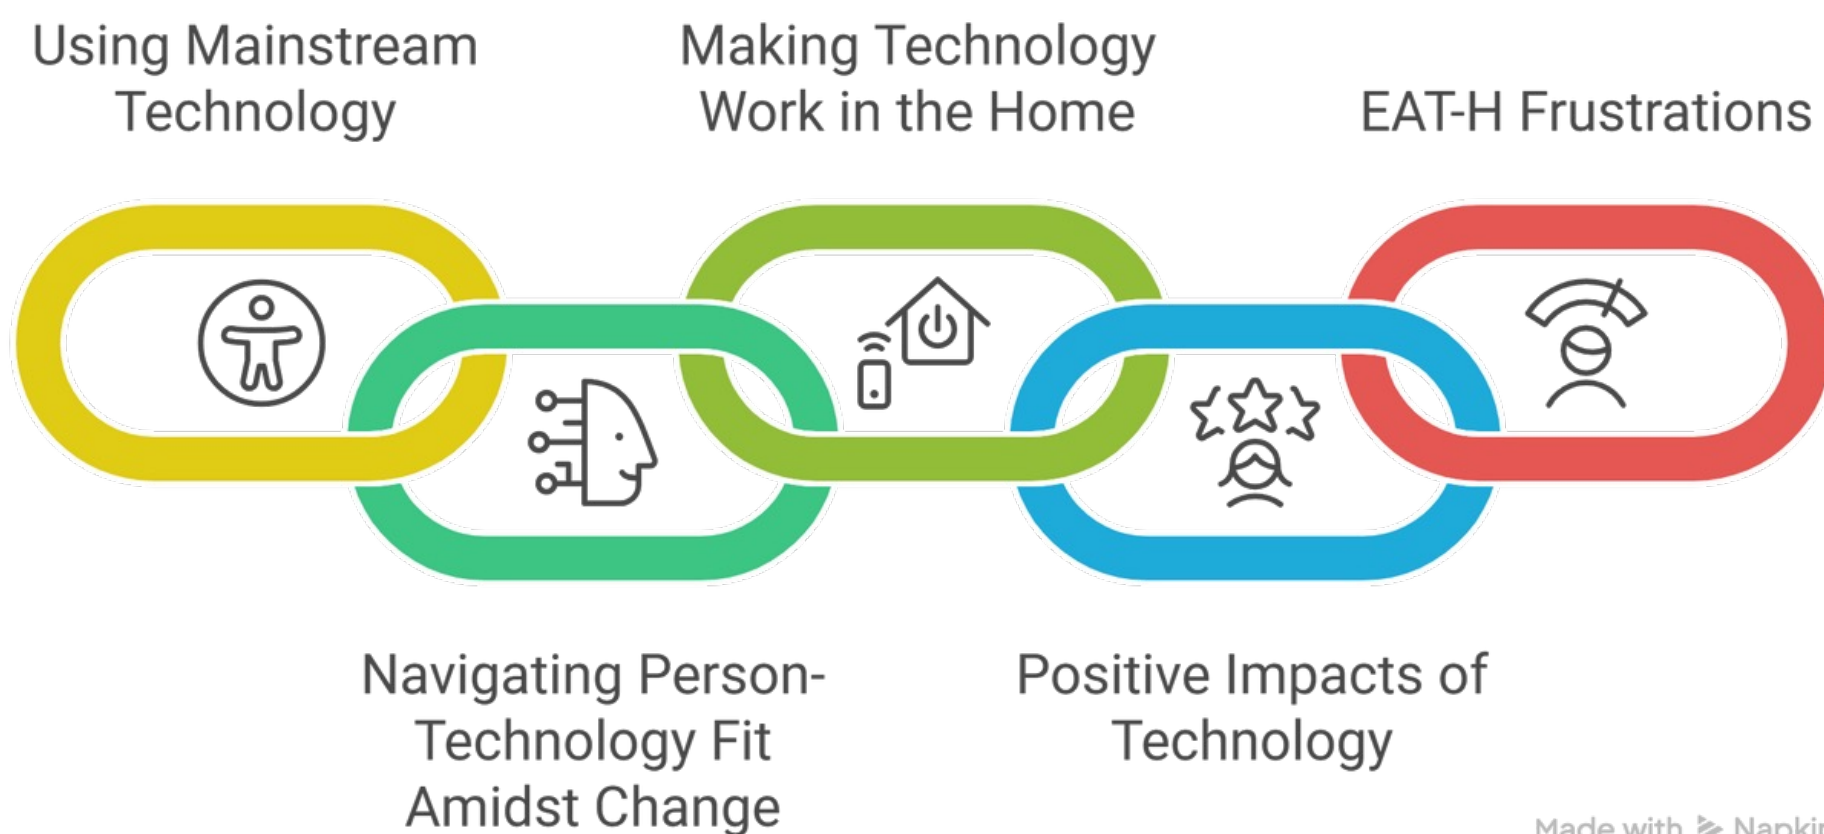 Using Mainstream
Technology
Making Technology
Work in the Home
EAT-H Frustrations
Navigating Person-
Technology Fit
Amidst Change
Positive Impacts of
Technology
Made with Napkin